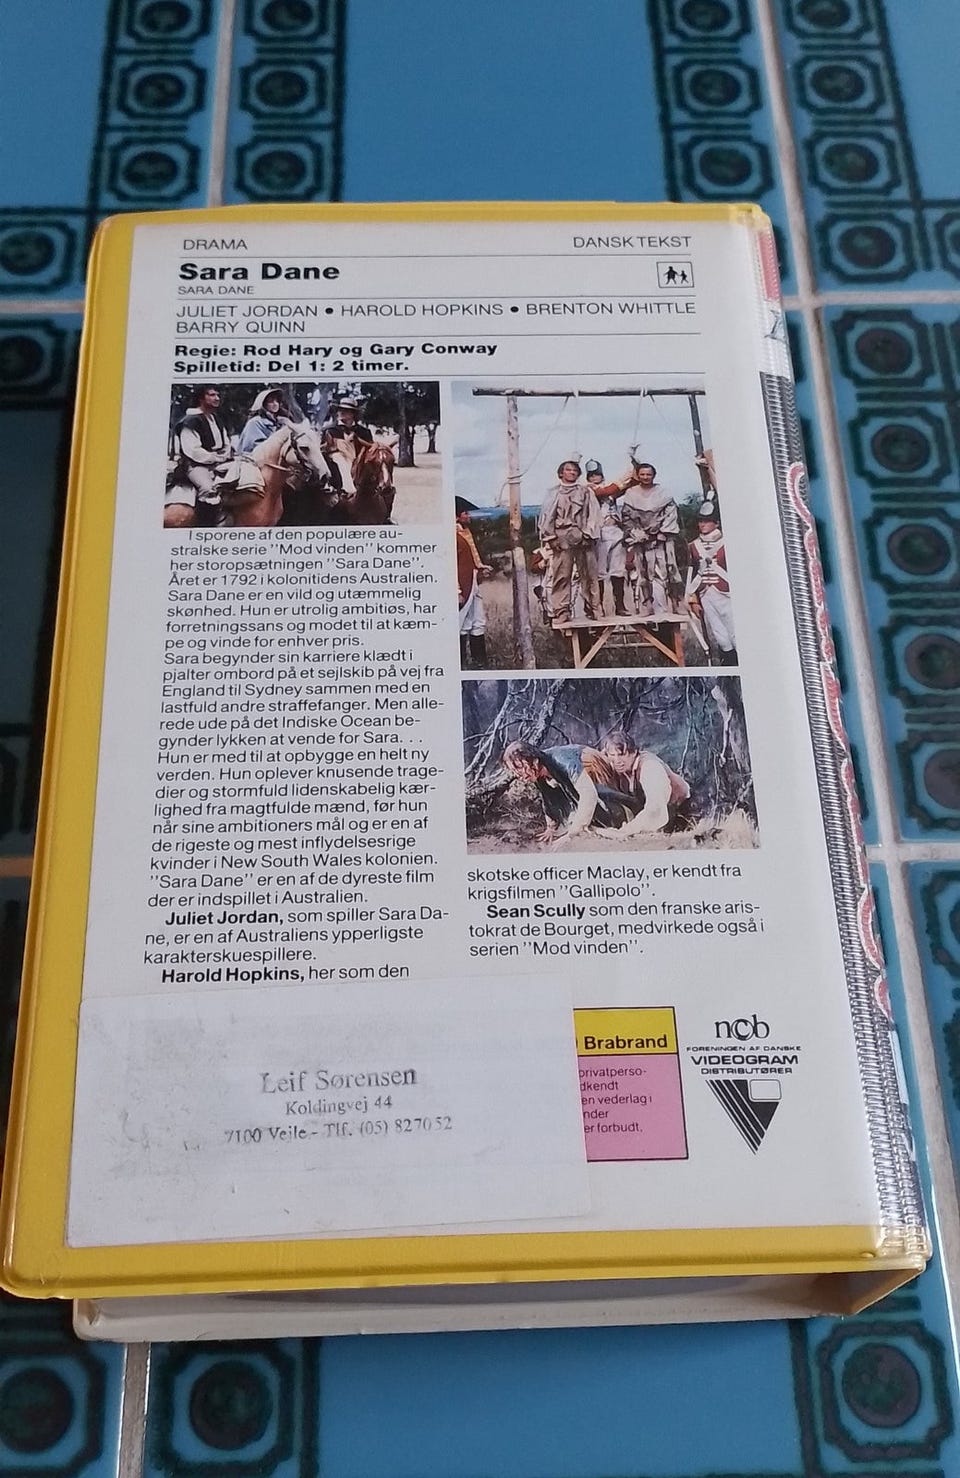 DRAMA
DANSK TEKST
Sara Dane
SARA DANE
JULIET JORDAN ● HAROLD HOPKINS ● BRENTON WHITTLE
BARRY QUINN
Regie: Rod Hary og Gary Conway
Spilletid: Del 1: 2 timer.
I sporene af den populære au-
stralske serie "Mod vinden" kommer
her storopsætningen "Sara Dane".
Året er 1792 i kolonitidens Australien.
Sara Dane er en vild og utæmmelig
skønhed. Hun er utrolig ambitiøs, har
forretningssans og modet til at kæm-
pe og vinde for enhver pris.
Sara begynder sin karriere klædt i
pjalter ombord på et sejlskib på vej fra
England til Sydney sammen med en
lastfuld andre straffefanger. Men alle-
rede ude på det Indiske Ocean be-
gynder lykken at vende for Sara. . .
Hun er med til at opbygge en helt ny
verden. Hun oplever knusende trage-
dier og stormfuld lidenskabelig kær-
lighed fra magtfulde mænd, før hun
når sine ambitioners mål og er en af
de rigeste og mest inflydelsesrige
kvinder i New South Wales kolonien.
"Sara Dane" er en af de dyreste film
der er indspillet i Australien.
Juliet Jordan, som spiller Sara Da-
ne, er en af Australiens ypperligste
karakterskuespillere.
Harold Hopkins, her som den
skotske officer Maclay, er kendt fra
krigsfilmen "Gallipolo".
Sean Scully som den franske aris-
tokrat de Bourget, medvirkede også i
serien "Mod vinden".
Leif Sørensen
Koldingvej 44
7100 Vejle - Tlf. (05) 827052
Brabrand
privatperso-
dkendt
en vederlag i
nder
er forbudt.
ncb
FORENINGEN AF DANSKE
VIDEOGRAM
DISTRIBUTØRER